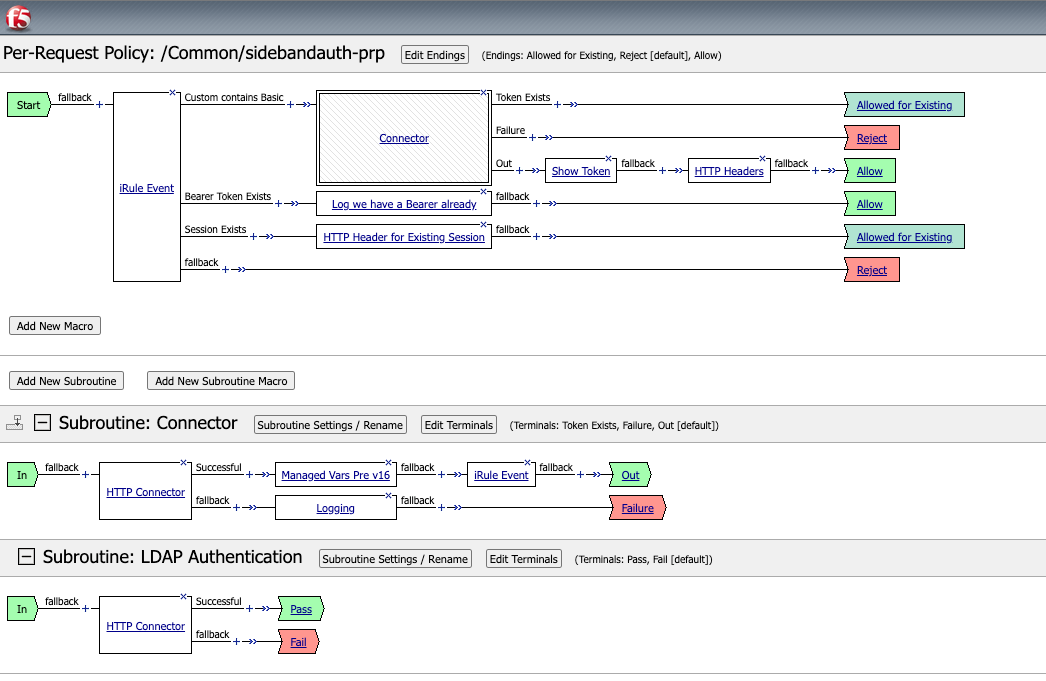 f5
Per-Request Policy: /Common/sidebandauth-prp Edit Endings (Endings: Allowed for Existing, Reject [default], Allow)
Start fallback + iRule Event Custom contains Basic + Connector Token Exists + Allowed for Existing
Failure + Reject
Out + Show Token fallback + HTTP Headers fallback + Allow
Bearer Token Exists + Log we have a Bearer already fallback + Allow
Session Exists + HTTP Header for Existing Session fallback + Allowed for Existing
fallback + Reject
Add New Macro
Add New Subroutine Add New Subroutine Macro
Subroutine: Connector Subroutine Settings / Rename Edit Terminals (Terminals: Token Exists, Failure, Out [default])
In fallback + HTTP Connector Successful + Managed Vars Pre v16 fallback + iRule Event fallback + Out
fallback + Logging fallback + Failure
Subroutine: LDAP Authentication Subroutine Settings / Rename Edit Terminals (Terminals: Pass, Fail [default])
In fallback + HTTP Connector Successful + Pass
fallback + Fail